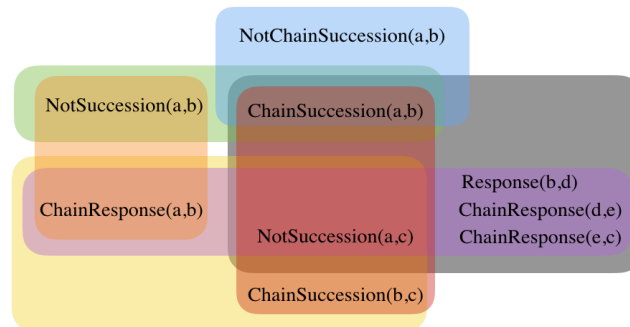 NotChainSuccession(a,b)
NotSuccession(a,b)
ChainSuccession(a,b)
Response(b,d)
ChainResponse(a,b)
ChainResponse(d,e)
NotSuccession(a,c)
ChainResponse(e,c)
ChainSuccession(b,c)